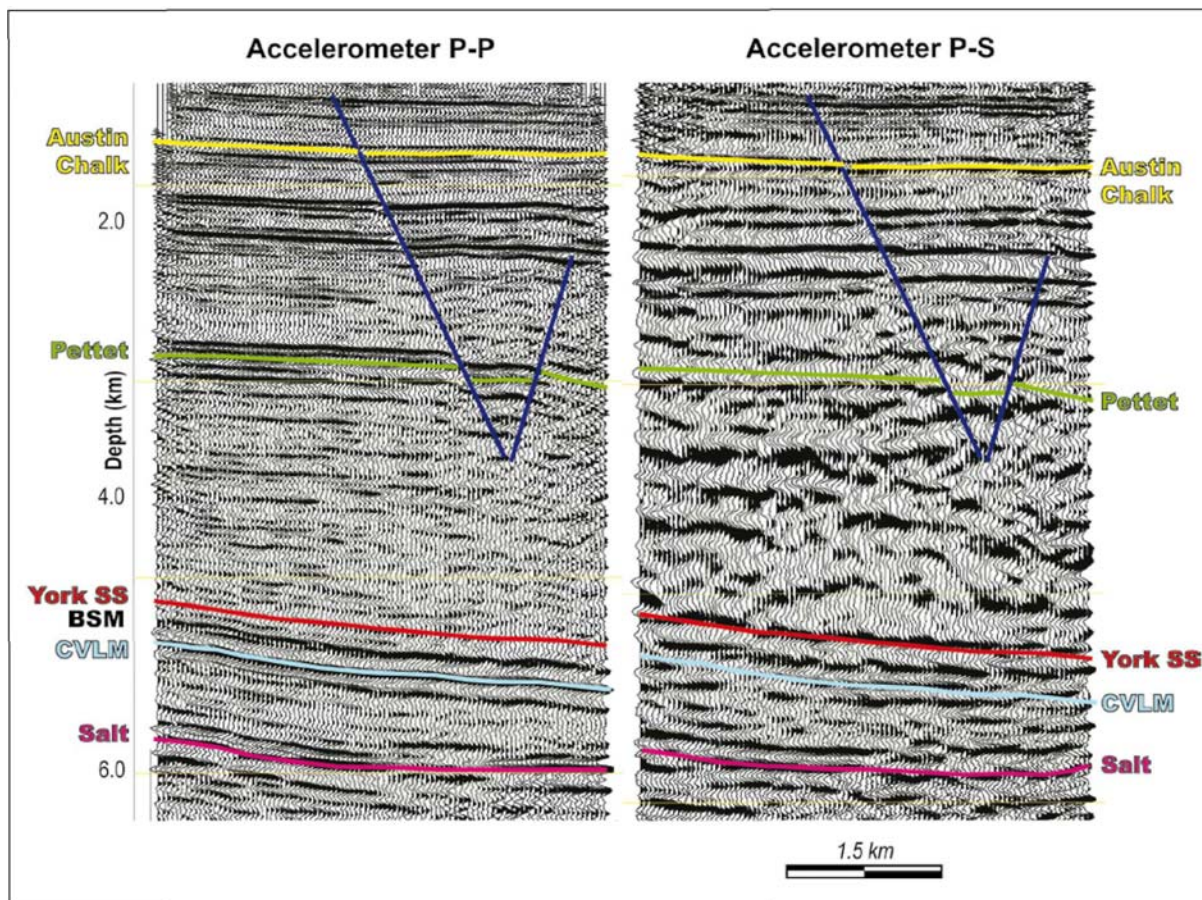 Accelerometer P-P
Accelerometer P-S
Austin
Chalk
2.0
Pettet
Depth (km)
4.0
York SS
BSM
CVLM
Salt
6.0
Austin
Chalk
Pettet
York SS
CVLM
Salt
1.5 km